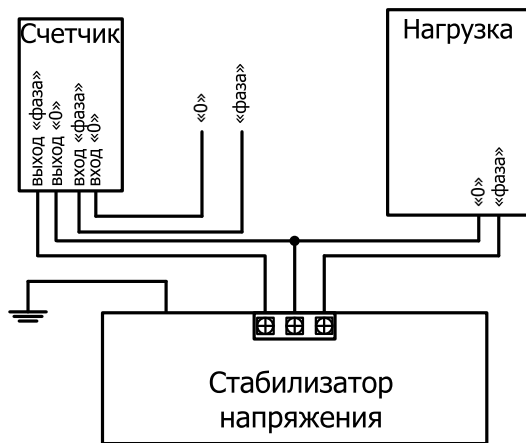 Счетчик
выход «фаза»
выход «0»
вход «фаза»
вход «0»
«0»
«фаза»
Нагрузка
«0»
«фаза»
Стабилизатор
напряжения